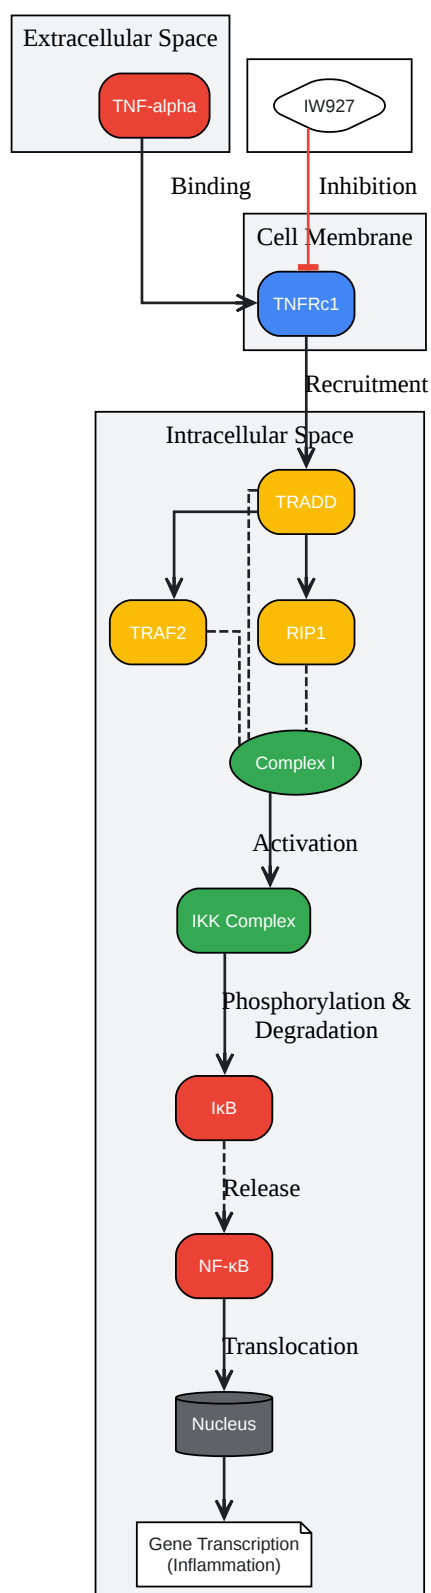 Extracellular Space
TNF-alpha
IW927
Binding
Inhibition
Cell Membrane
TNFRc1
Recruitment
Intracellular Space
TRADD
TRAF2
RIP1
Complex I
Activation
IKK Complex
Phosphorylation &
Degradation
IκB
Release
NF-κB
Translocation
Nucleus
Gene Transcription
(Inflammation)